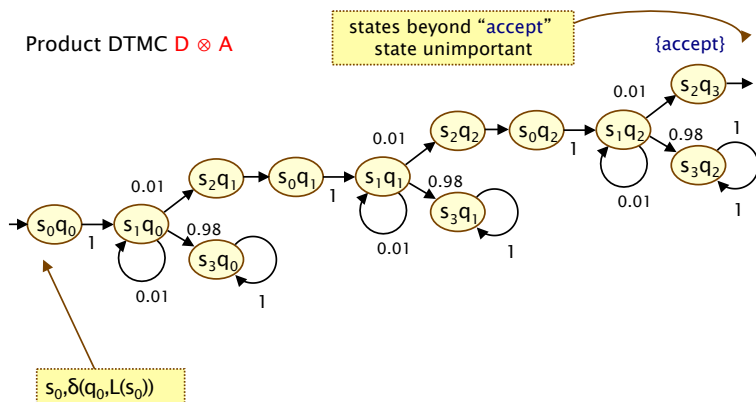 Product DTMC D ⊗ A
states beyond “accept”
state unimportant
{accept}
0.01
s₂q₃
0.01
s₂q₂
s₀q₂
1
s₁q₂
0.98
1
s₃q₂
0.01
1
0.01
s₂q₁
s₀q₁
1
s₁q₁
0.98
s₃q₁
0.01
1
s₀q₀
1
s₁q₀
0.98
s₃q₀
0.01
1
s₀,δ(q₀,L(s₀))